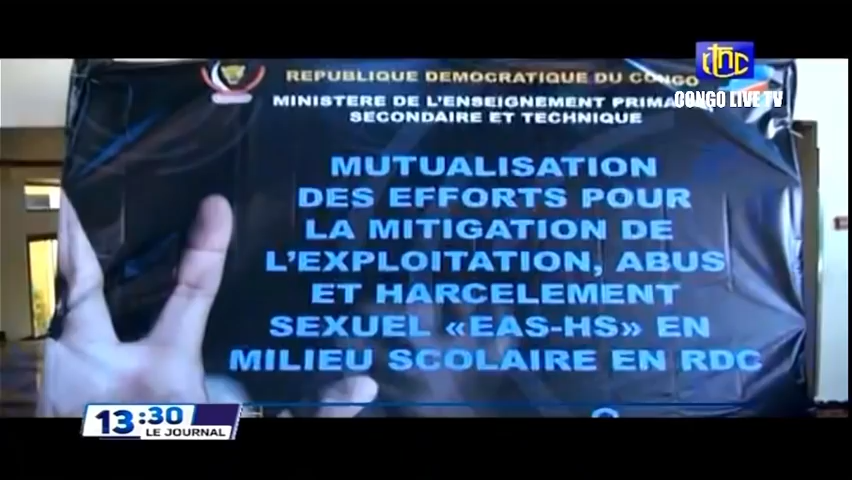 RTNC
CONGO LIVE TV
REPUBLIQUE DEMOCRATIQUE DU CONGO
MINISTERE DE L'ENSEIGNEMENT
SECONDAIRE ET TECHNIQUE
MUTUALISATION
DES EFFORTS POUR
LA MITIGATION DE
L'EXPLOITATION, ABUS
ET HARCELEMENT
SEXUEL «EAS-HS» EN
MILIEU SCOLAIRE EN RDC
13:30
LE JOURNAL